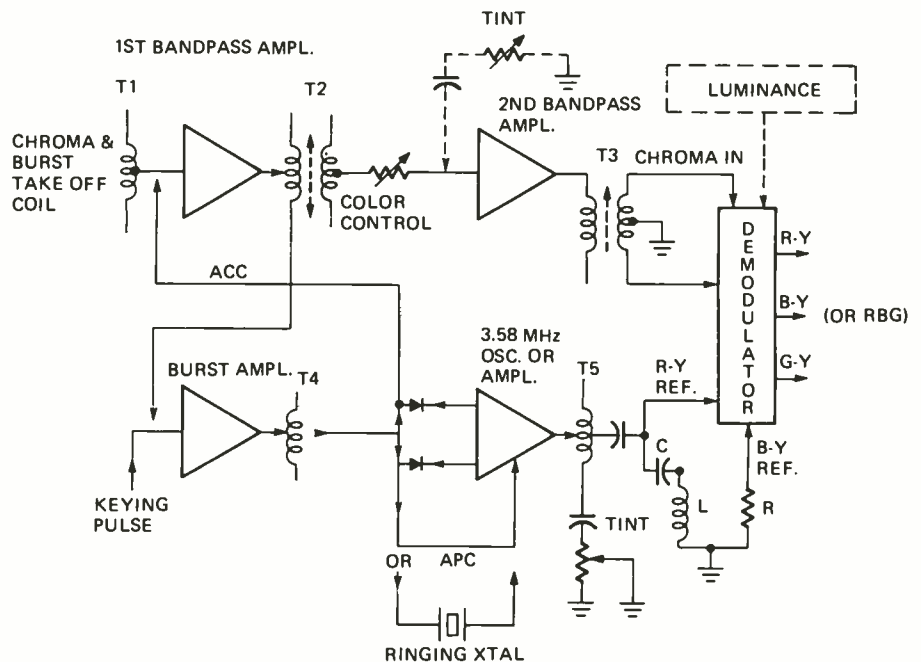 TINT
1ST BANDPASS AMPL.
T1
T2
LUMINANCE
2ND BANDPASS
AMPL.
CHROMA &
BURST
TAKE OFF
COIL
T3
CHROMA IN
COLOR
CONTROL
DEMODULATOR
R-Y
ACC
B-Y
(OR RBG)
3.58 MHz
OSC. OR
AMPL.
BURST AMPL.
T4
T5
R-Y
REF.
G-Y
C
B-Y
REF.
KEYING
PULSE
L
R
TINT
OR
APC
RINGING XTAL